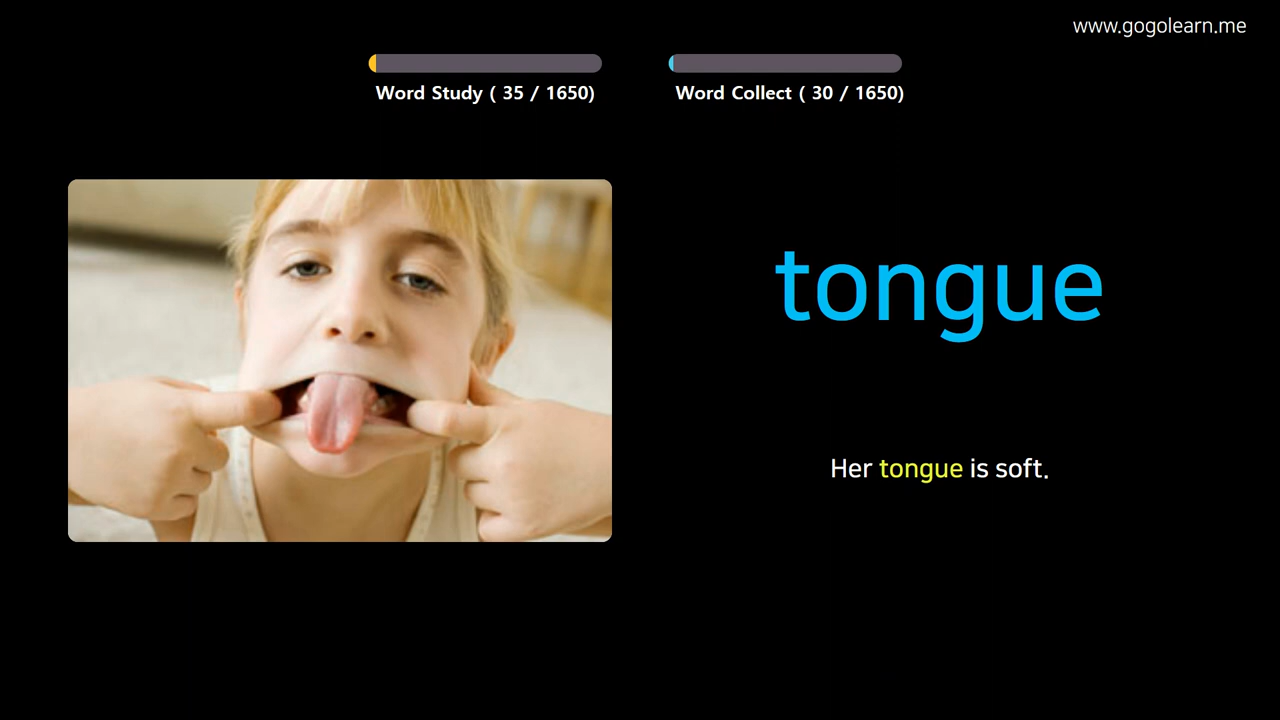 www.gogolearn.me
Word Study ( 35 / 1650)
Word Collect ( 30 / 1650)
tongue
Her tongue is soft.